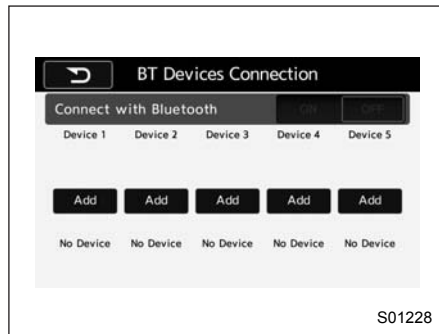 BT Devices Connection
Connect with Bluetooth ON OFF
Device 1 Device 2 Device 3 Device 4 Device 5
Add Add Add Add Add
No Device No Device No Device No Device No Device
S01228